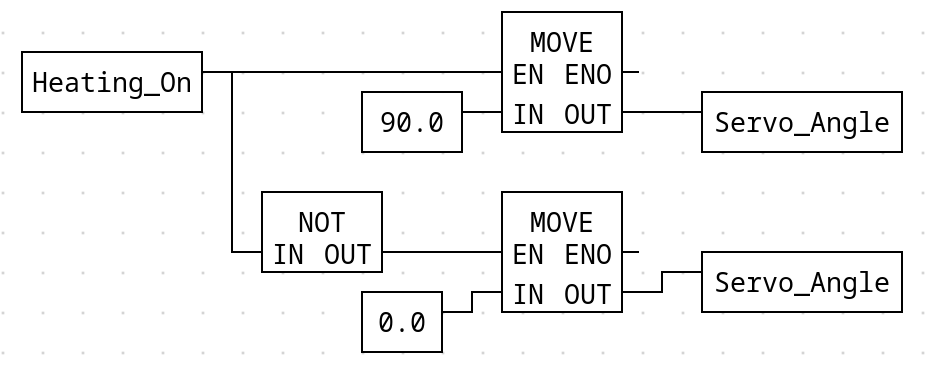 MOVE
Heating_On
EN ENO
90.0
IN OUT
Servo_Angle
NOT
IN OUT
MOVE
EN ENO
IN OUT
Servo_Angle
0.0